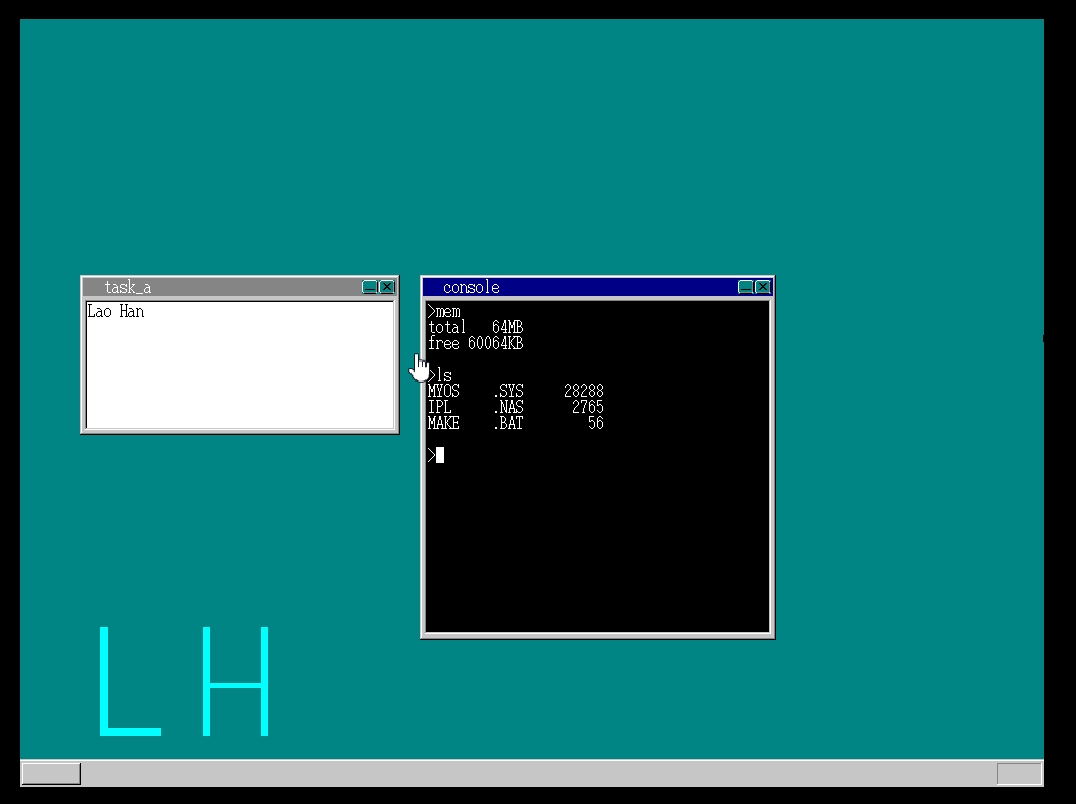 task_a
Lao Han
console
>mem
total   64MB
free 60064KB
>ls
MYOS    .SYS     28288
IPL     .NAS      2765
MAKE    .BAT        56
>
L H